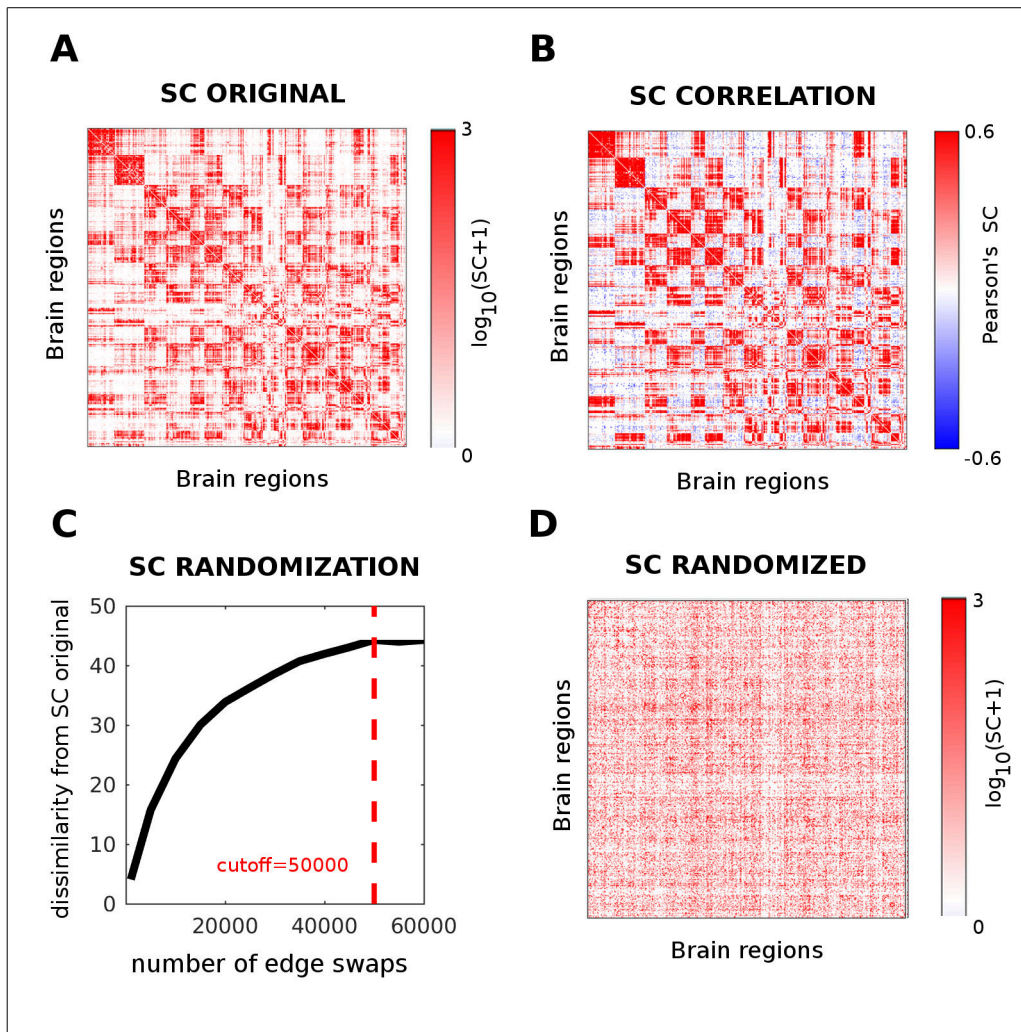 A
SC ORIGINAL
Brain regions
Brain regions
3
log10(SC+1)
0
B
SC CORRELATION
Brain regions
Brain regions
0.6
Pearson's SC
-0.6
C
SC RANDOMIZATION
dissimilarity from SC original
50
40
30
20
10
0
cutoff=50000
20000
40000
60000
number of edge swaps
D
SC RANDOMIZED
Brain regions
Brain regions
3
log10(SC+1)
0